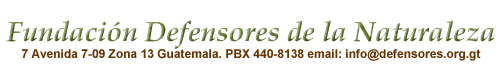 Fundación Defensores de la Naturaleza
7 Avenida 7-09 Zona 13 Guatemala. PBX 440-8138 email: info@defensores.org.gt